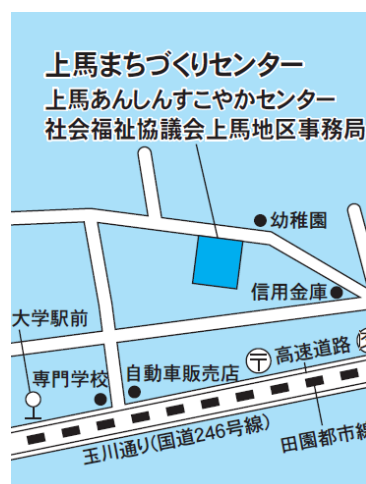 上馬まちづくりセンター
上馬あんしんすこやかセンター
社会福祉協議会上馬地区事務局
幼稚園
信用金庫
大学駅前
高速道路
専門学校
自動車販売店
玉川通り(国道246号線)
田園都市線